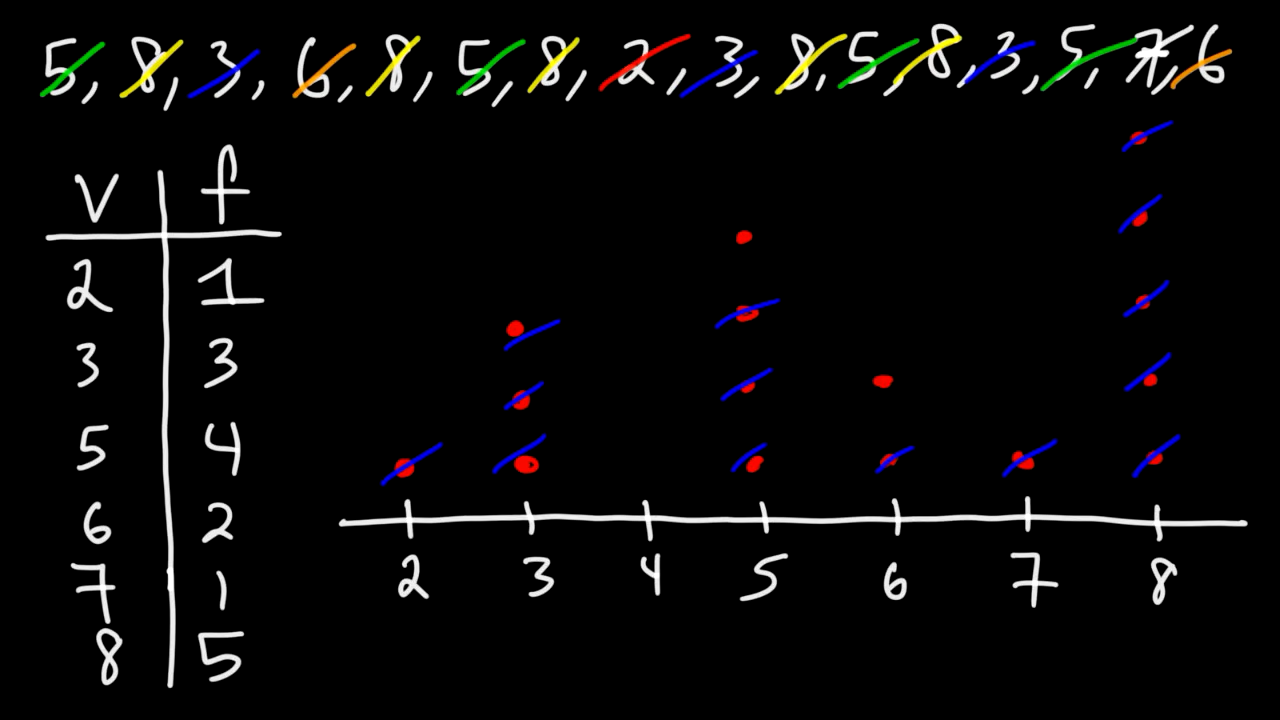 5, 8, 3, 6, 8, 5, 8, 2, 3, 8, 5, 8, 3, 5, 7, 6
V f
2 1
3 3
5 4
6 2
7 1
8 5
2 3 4 5 6 7 8